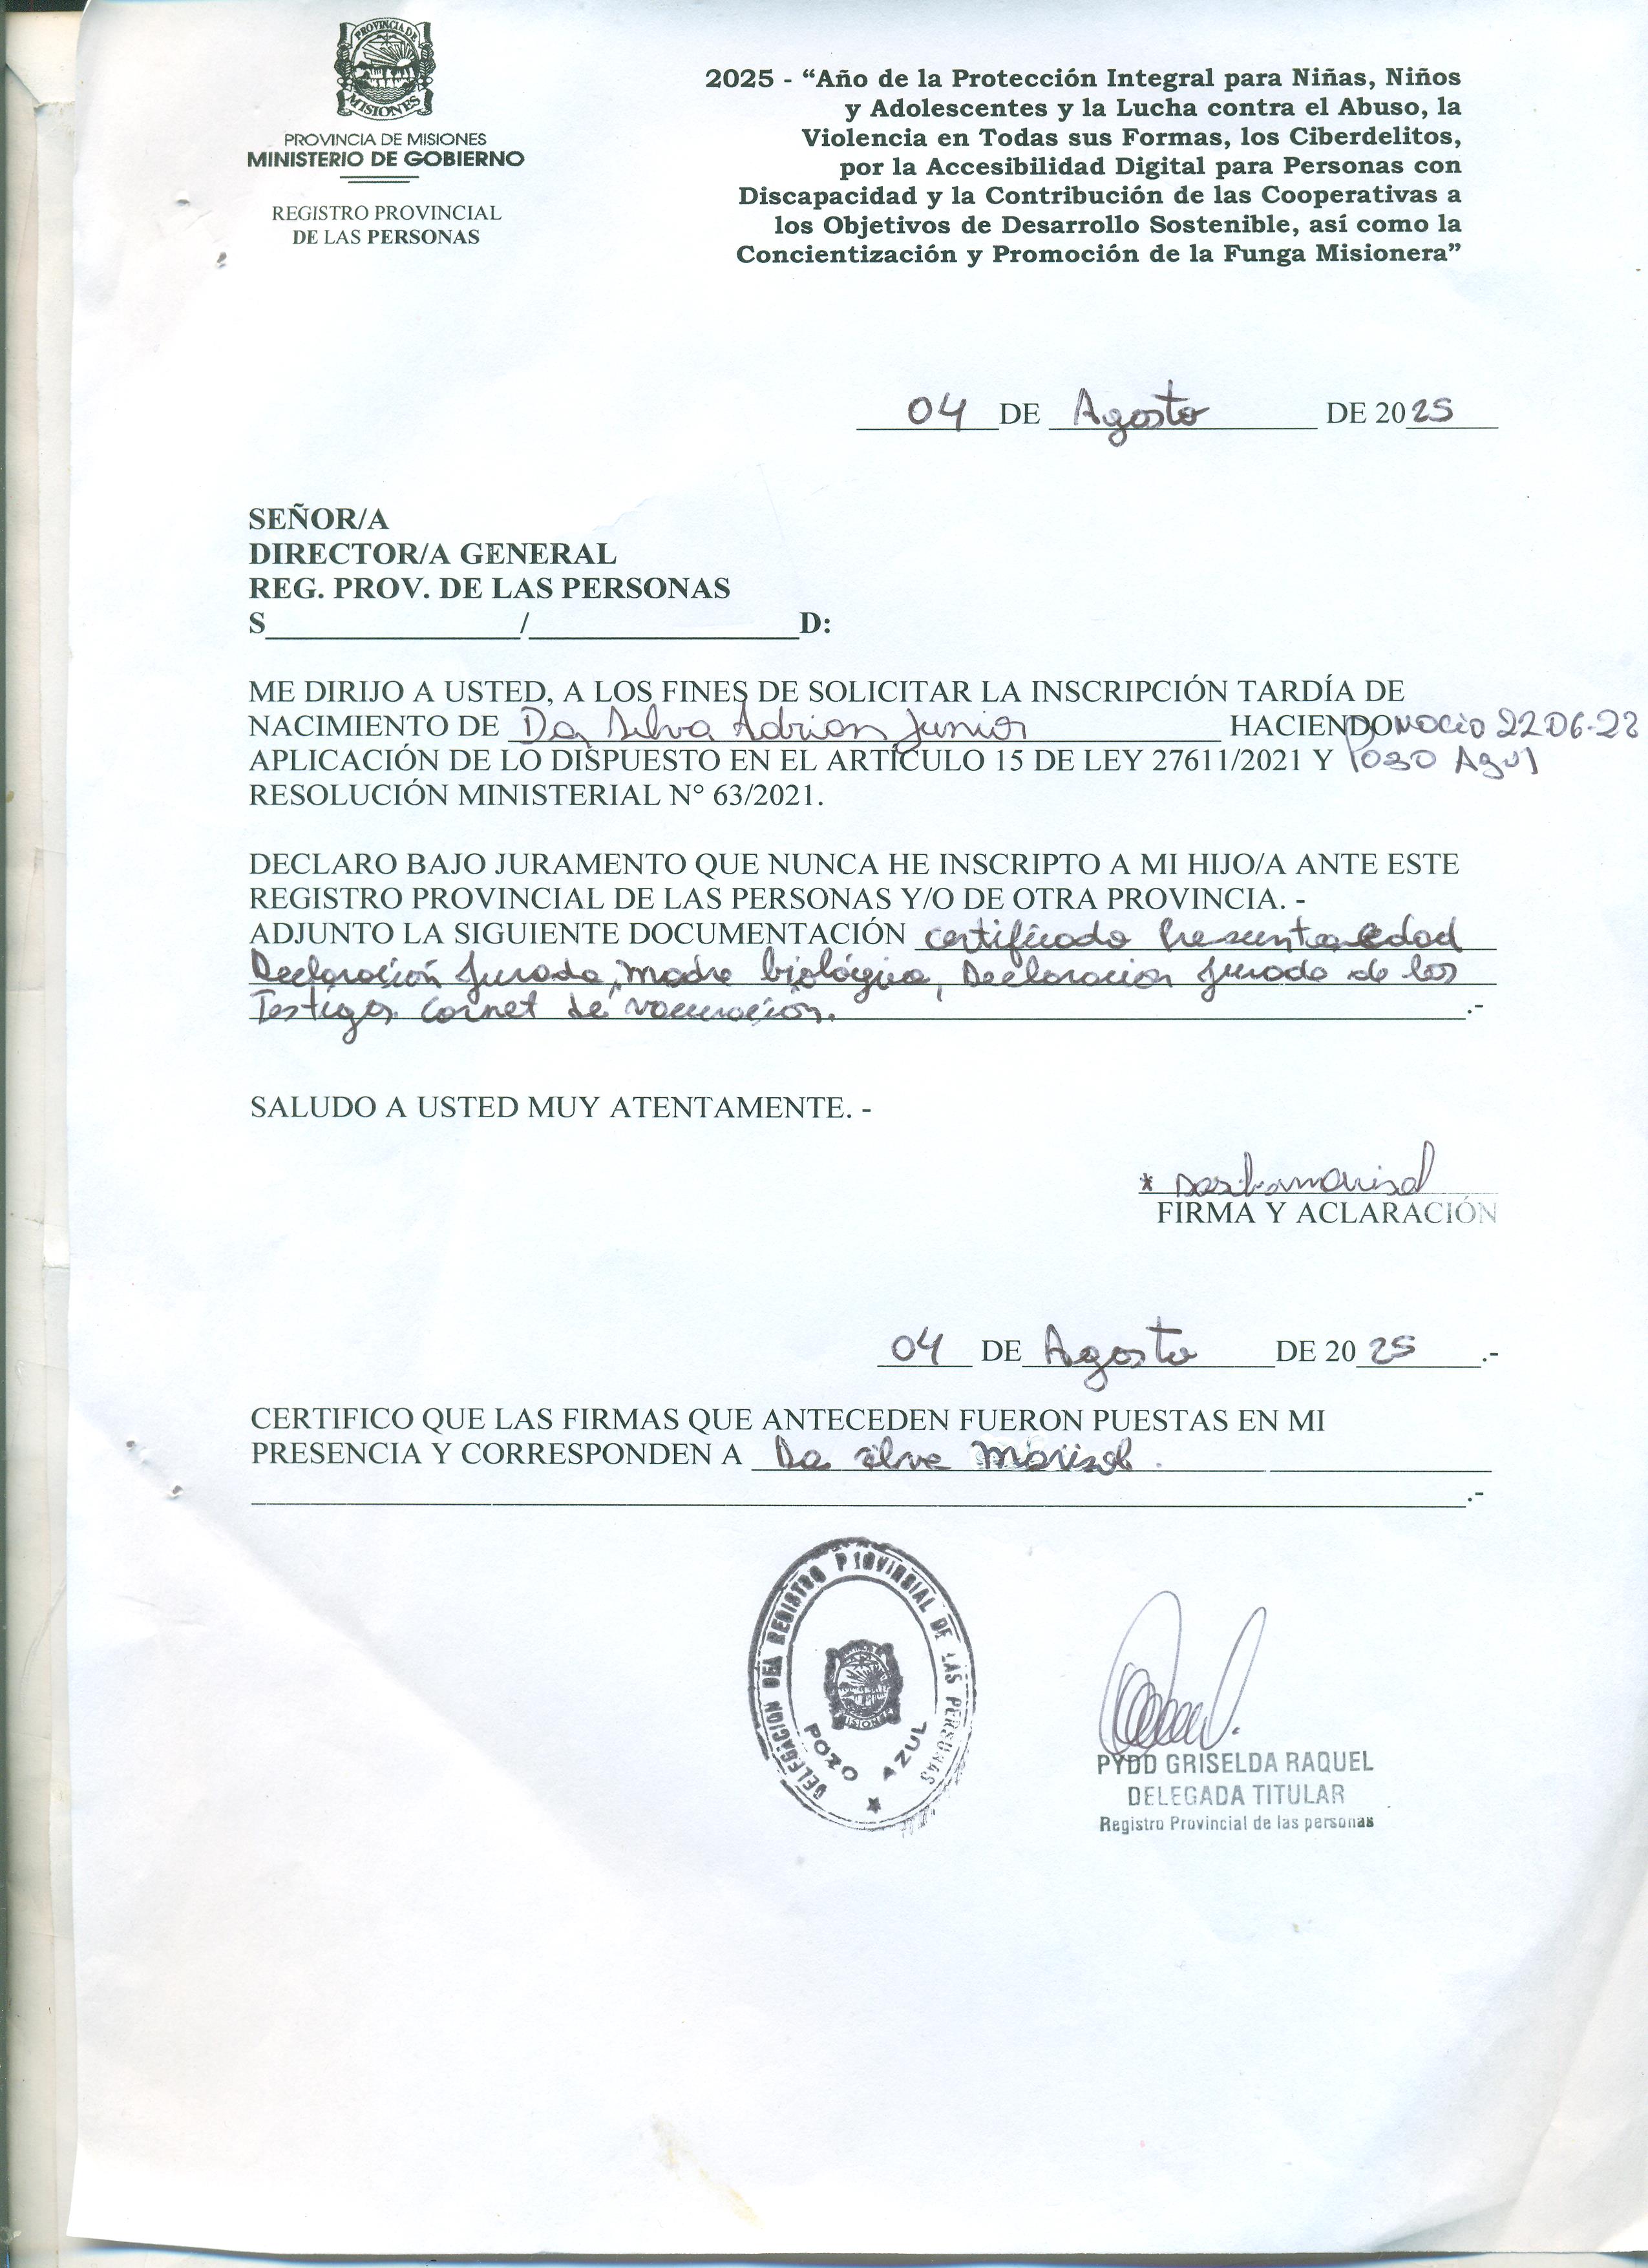 PROVINCIA DE
MISIONES
PROVINCIA DE MISIONES
MINISTERIO DE GOBIERNO
REGISTRO PROVINCIAL
DE LAS PERSONAS
2025 - “Año de la Protección Integral para Niñas, Niños
y Adolescentes y la Lucha contra el Abuso, la
Violencia en Todas sus Formas, los Ciberdelitos,
por la Accesibilidad Digital para Personas con
Discapacidad y la Contribución de las Cooperativas a
los Objetivos de Desarrollo Sostenible, así como la
Concientización y Promoción de la Funga Misionera”
04 DE Agosto DE 2025
SEÑOR/A
DIRECTOR/A GENERAL
REG. PROV. DE LAS PERSONAS
S_______________/________________D:
ME DIRIJO A USTED, A LOS FINES DE SOLICITAR LA INSCRIPCIÓN TARDÍA DE
NACIMIENTO DE Da Silva Adrian Junior HACIENDO nacio 22 06-22
APLICACIÓN DE LO DISPUESTO EN EL ARTÍCULO 15 DE LEY 27611/2021 Y Pozo Azul
RESOLUCIÓN MINISTERIAL N° 63/2021.
DECLARO BAJO JURAMENTO QUE NUNCA HE INSCRIPTO A MI HIJO/A ANTE ESTE
REGISTRO PROVINCIAL DE LAS PERSONAS Y/O DE OTRA PROVINCIA. -
ADJUNTO LA SIGUIENTE DOCUMENTACIÓN certificado Presunta edad
Declaración Jurada, madre biológica, Declaracion Jurada de los
Testigos carnet de vacunación. .-
SALUDO A USTED MUY ATENTAMENTE. -
* marisol
FIRMA Y ACLARACIÓN
04 DE Agosto DE 2025 .-
CERTIFICO QUE LAS FIRMAS QUE ANTECEDEN FUERON PUESTAS EN MI
PRESENCIA Y CORRESPONDEN A Da silva Marisol .
.-
DELEGACION DEL REGISTRO PROVINSIAL DE LAS PERSONAS
MISIONES
POZO AZUL
PYDD GRISELDA RAQUEL
DELEGADA TITULAR
Registro Provincial de las personas